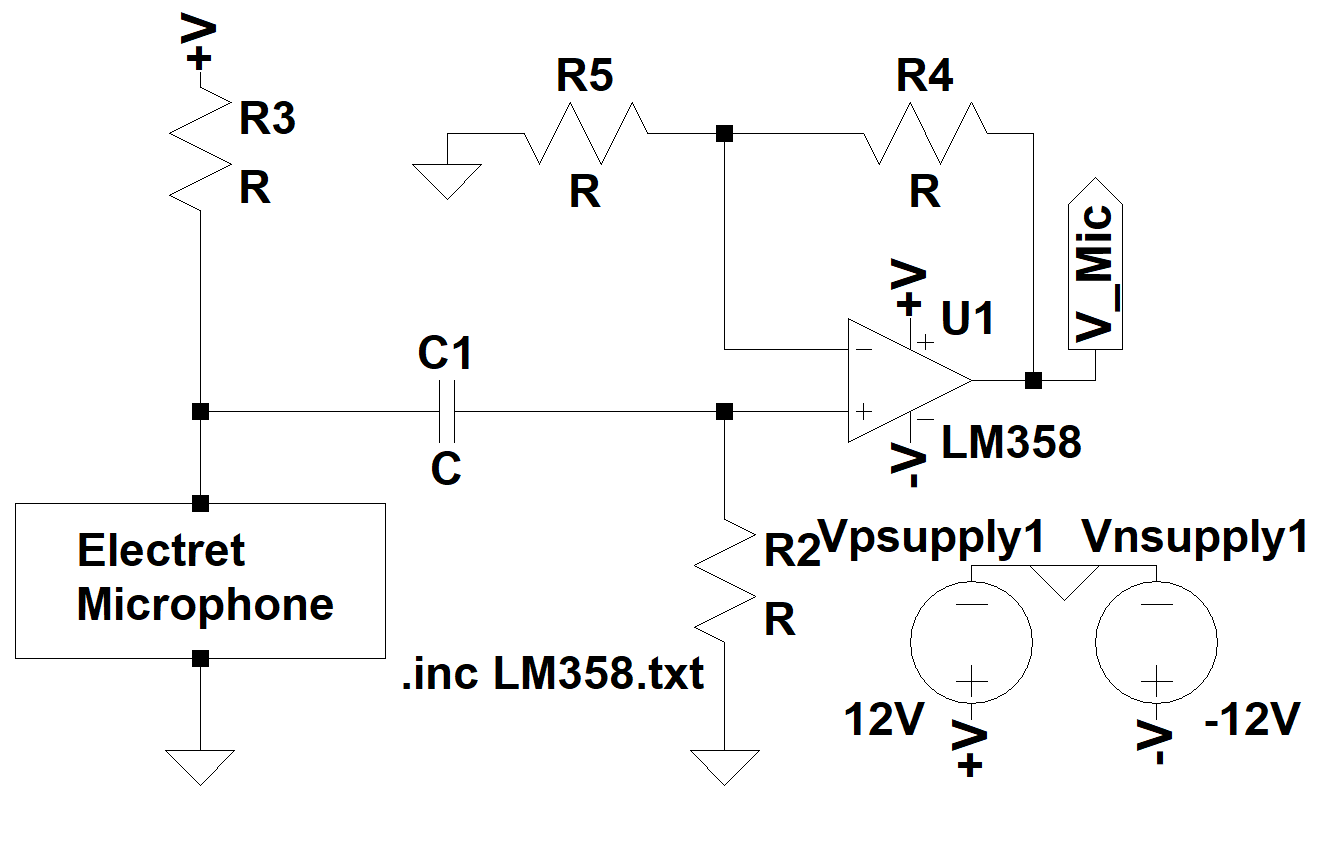 +V
R3
R
R5
R
R4
R
V_Mic
+V
U1
C1
C
-V
LM358
Electret
Microphone
R2
R
.inc LM358.txt
Vpsupply1
Vnsupply1
12V
+V
-V
-12V